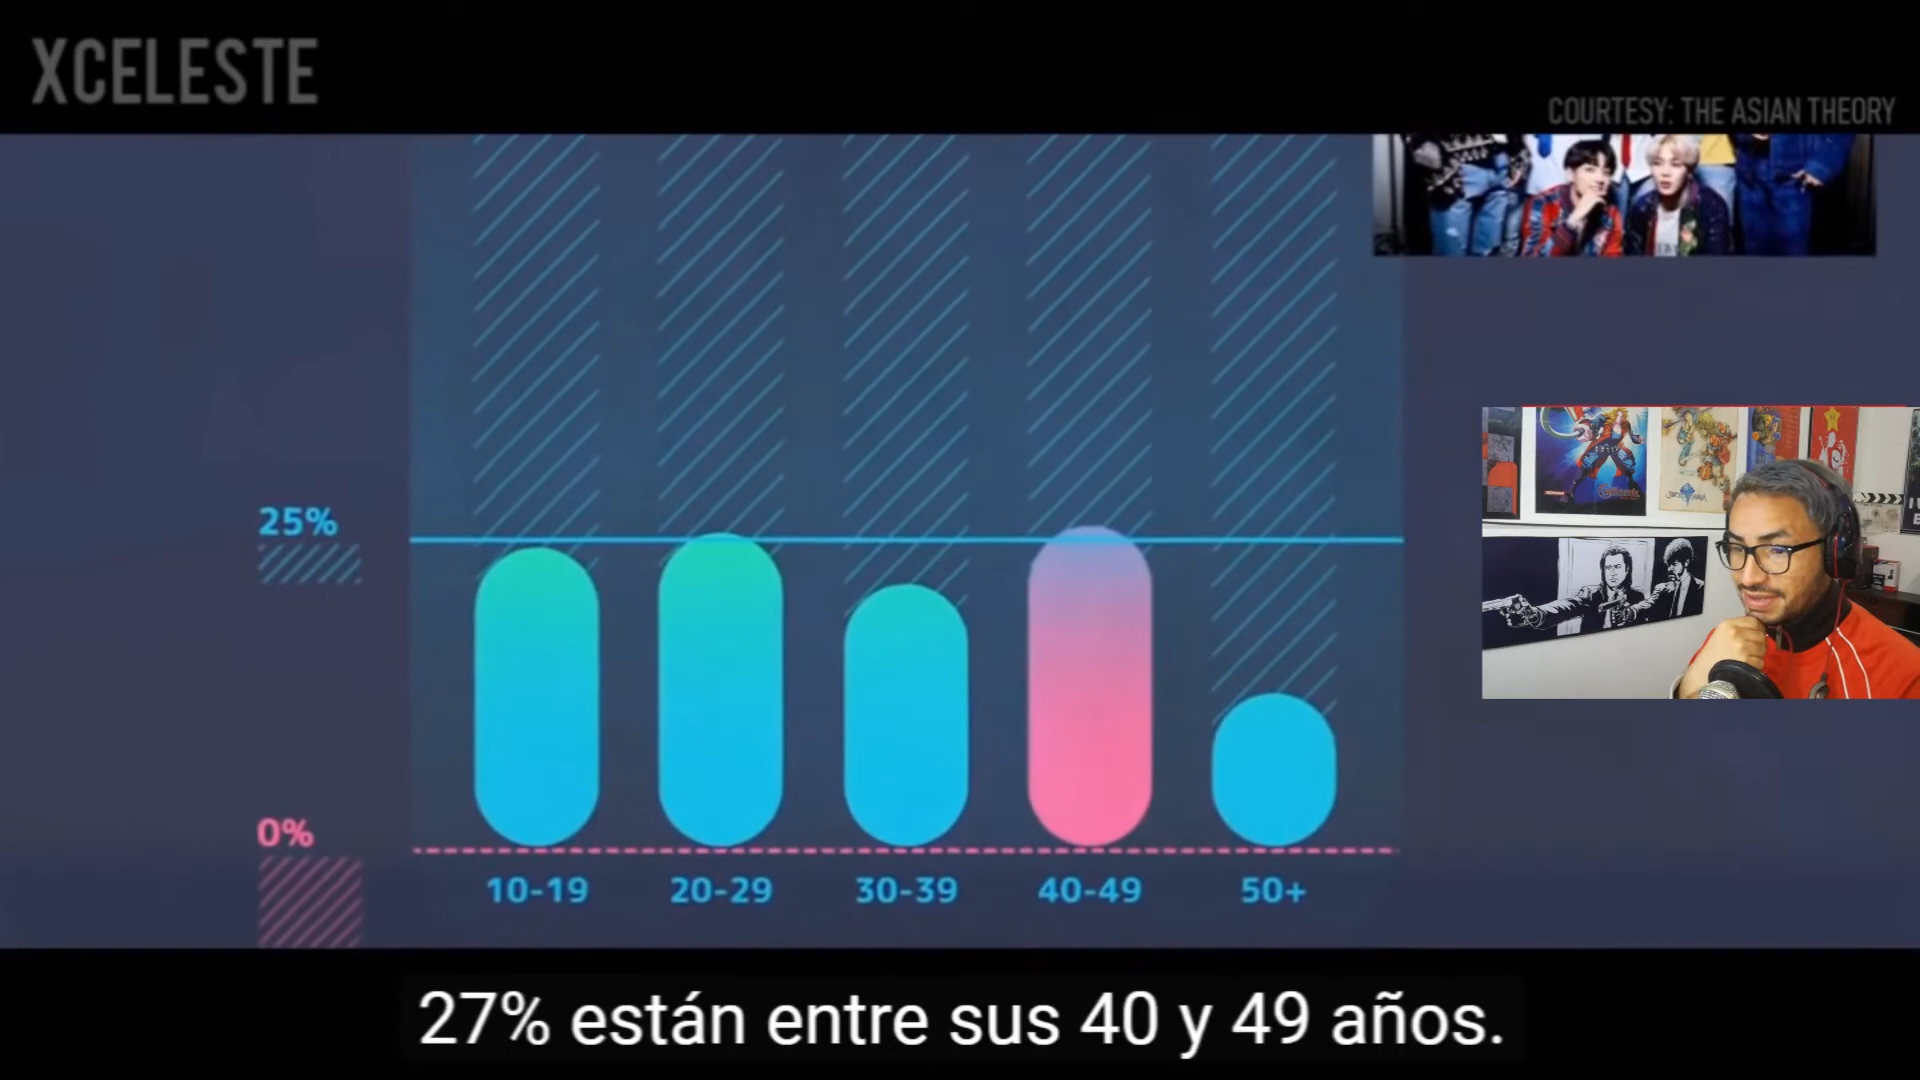 XCELESTE
COURTESY: THE ASIAN THEORY
25%
0%
10-19
20-29
30-39
40-49
50+
27% están entre sus 40 y 49 años.